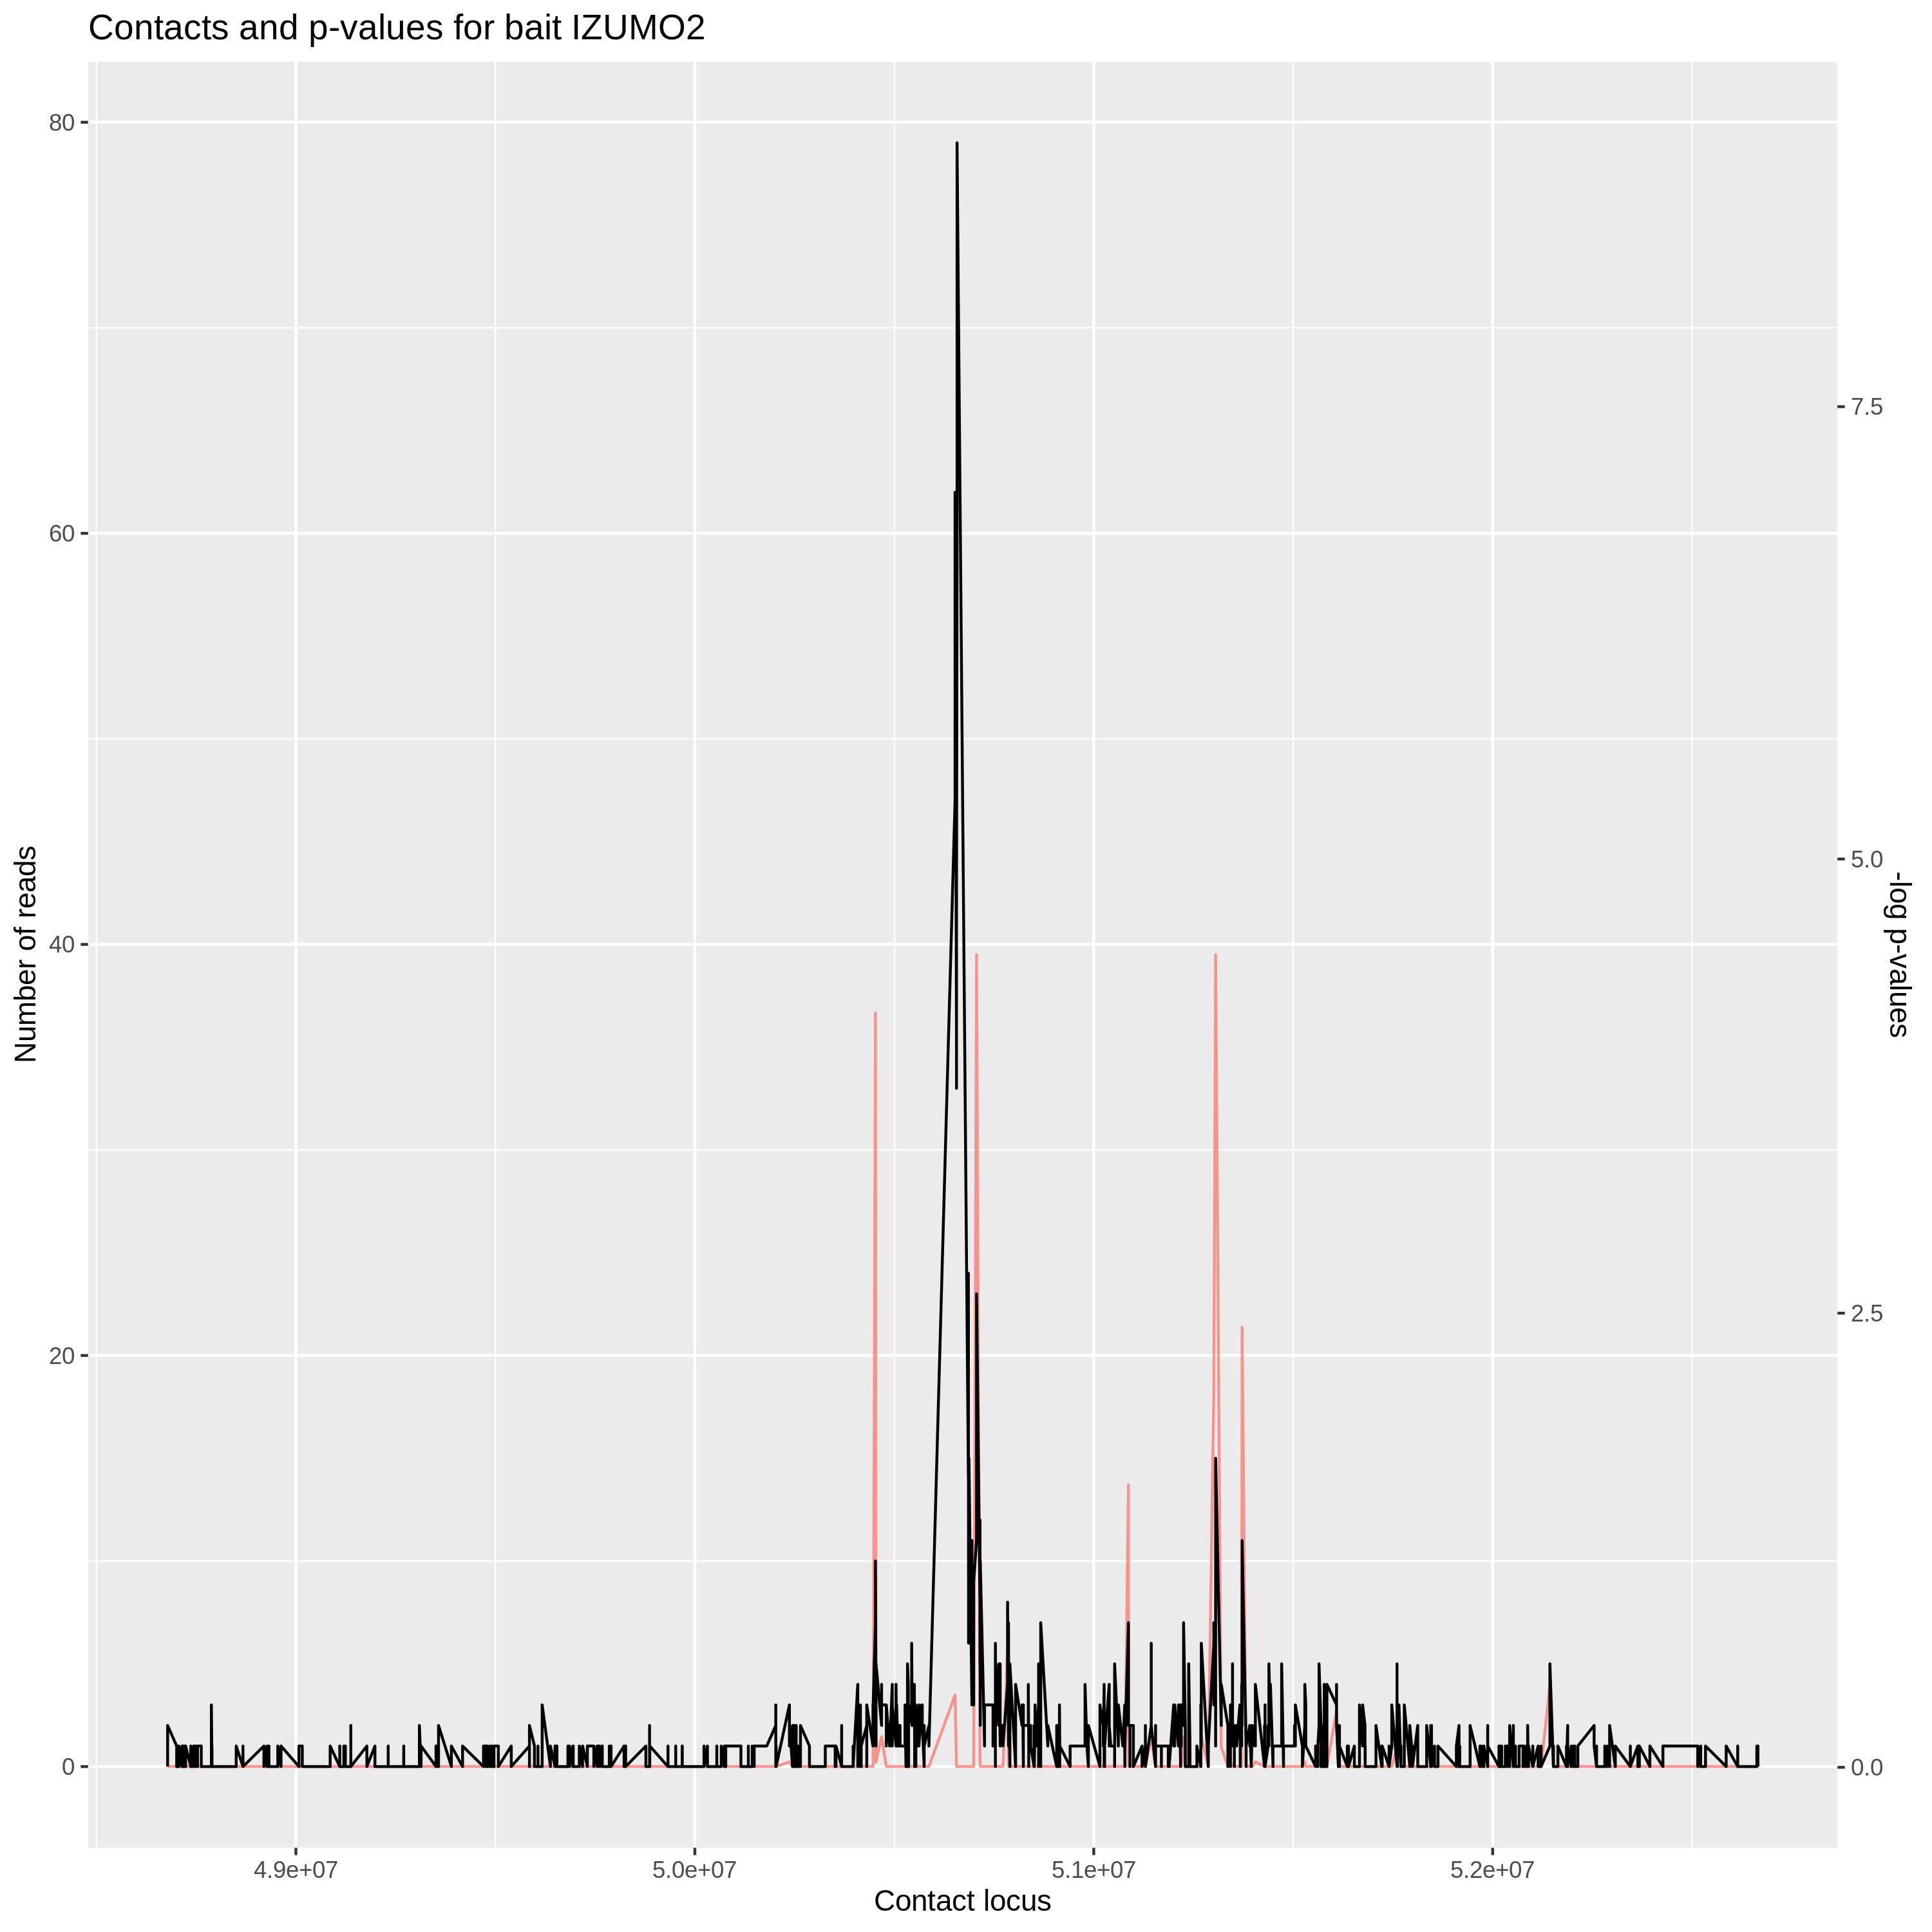 Contacts and p-values for bait IZUMO2
80
60
40
20
0
Number of reads
7.5
5.0
2.5
0.0
-log p-values
4.9e+07
5.0e+07
5.1e+07
5.2e+07
Contact locus